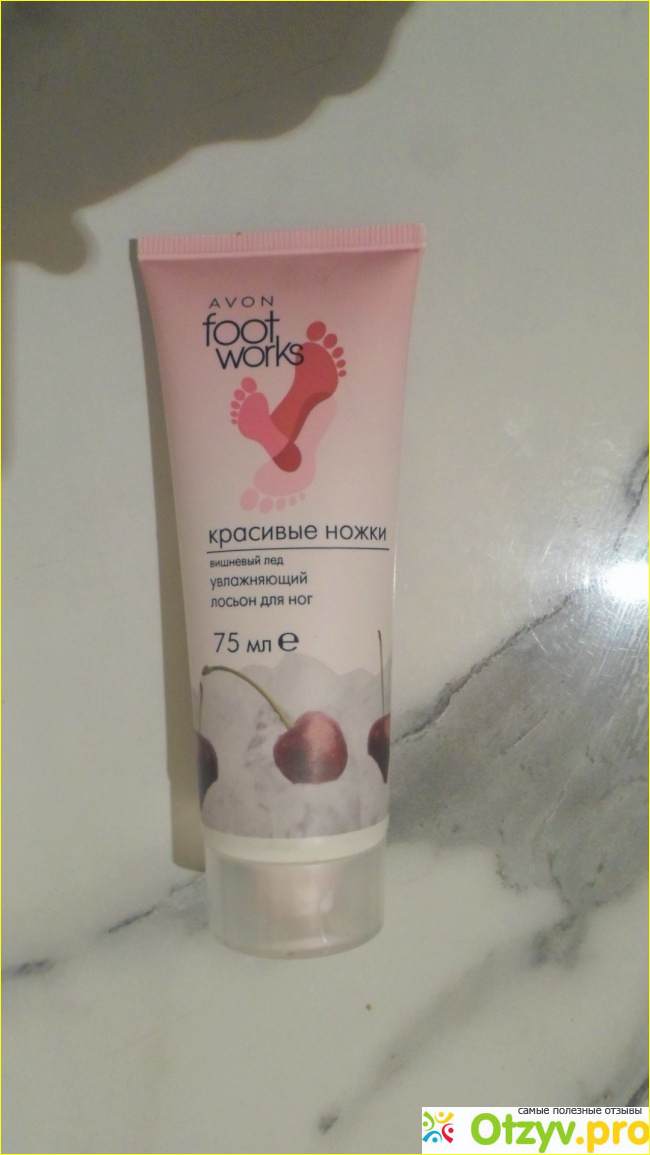 AVON
foot
works
красивые ножки
вишневый лед
увлажняющий
лосьон для ног
75 мл е
самые полезные отзывы
Otzyv.pro